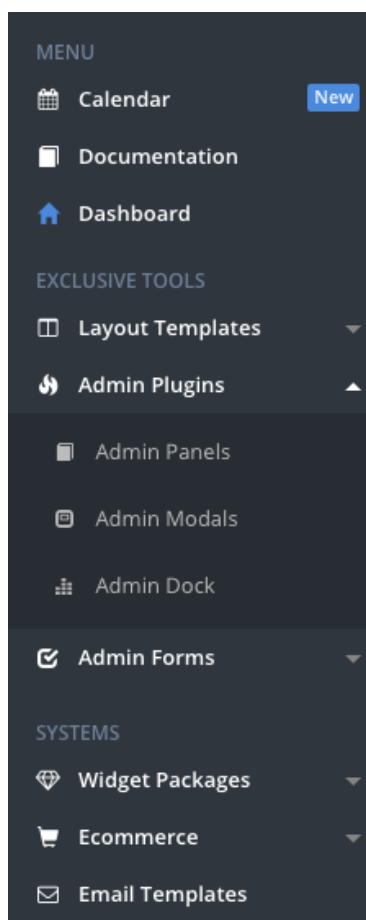 MENU
Calendar New
Documentation
Dashboard
EXCLUSIVE TOOLS
Layout Templates
Admin Plugins
Admin Panels
Admin Modals
Admin Dock
Admin Forms
SYSTEMS
Widget Packages
Ecommerce
Email Templates